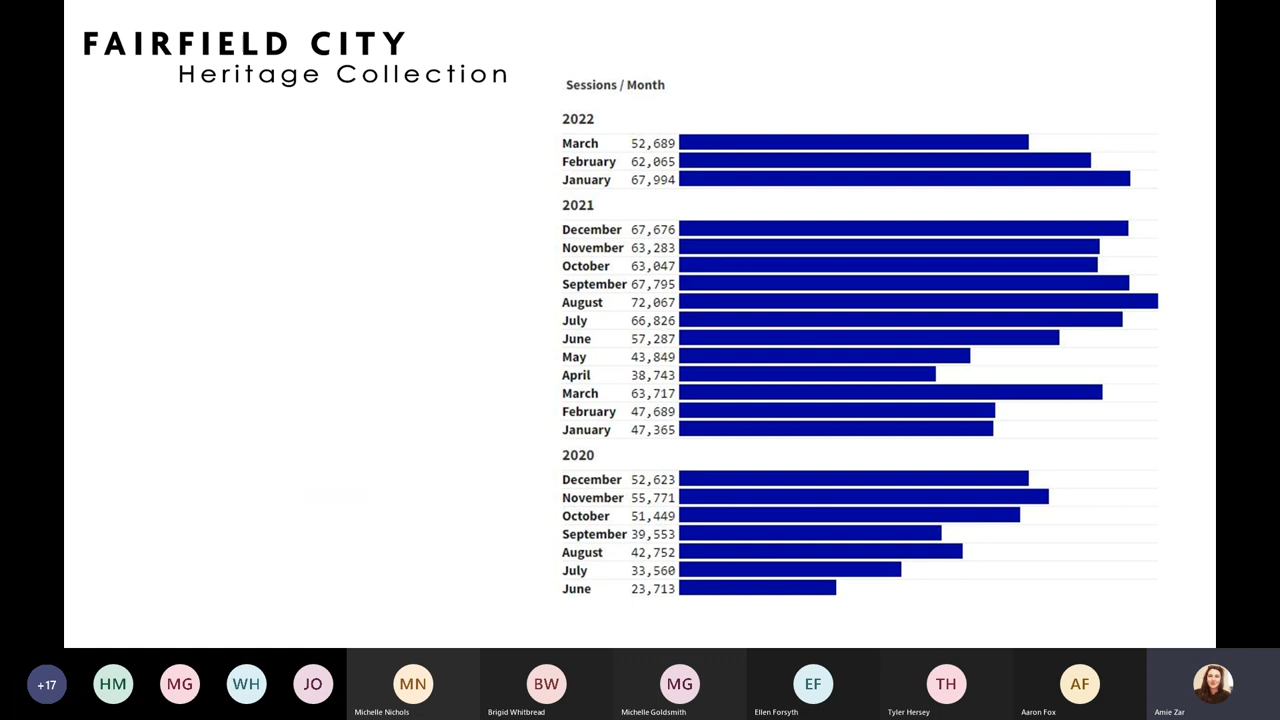 FAIRFIELD CITY
Heritage Collection
Sessions / Month
2022
March 52,689
February 62,065
January 67,994
2021
December 67,676
November 63,283
October 63,047
September 67,795
August 72,067
July 66,826
June 57,287
May 43,849
April 38,743
March 63,717
February 47,689
January 47,365
2020
December 52,623
November 55,771
October 51,449
September 39,553
August 42,752
July 33,560
June 23,713
+17 HM MG WH JO MN BW MG EF TH AF
Michelle Nichols Brigid Whitbread Michelle Goldsmith Ellen Forsyth Tyler Hersey Aaron Fox Amie Zar